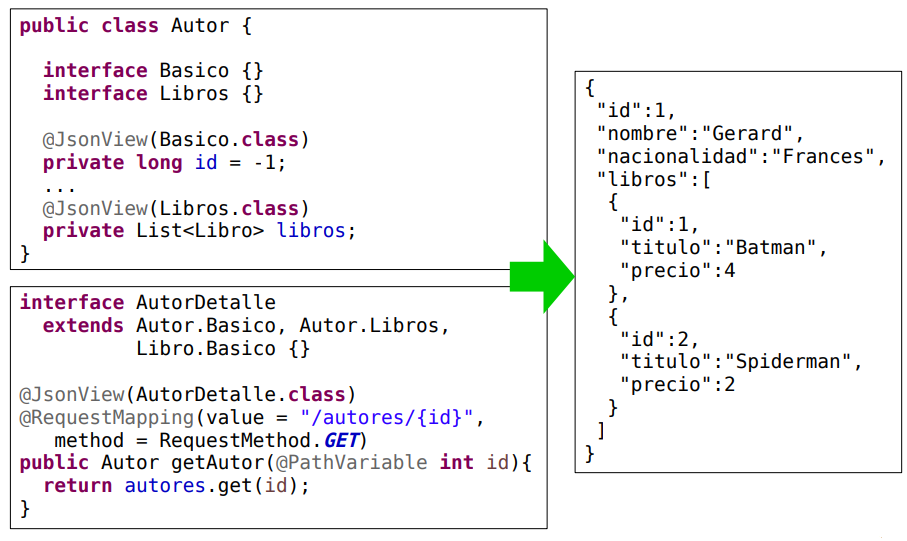 public class Autor {
interface Basico {}
interface Libros {}
@JsonView(Basico.class)
private long id = -1;
...
@JsonView(Libros.class)
private List<Libro> libros;
}
interface AutorDetalle
extends Autor.Basico, Autor.Libros,
Libro.Basico {}
@JsonView(AutorDetalle.class)
@RequestMapping(value = "/autores/{id}",
method = RequestMethod.GET)
public Autor getAutor(@PathVariable int id){
return autores.get(id);
}
{
"id":1,
"nombre":"Gerard",
"nacionalidad":"Frances",
"libros":[
{
"id":1,
"titulo":"Batman",
"precio":4
},
{
"id":2,
"titulo":"Spiderman",
"precio":2
}
]
}